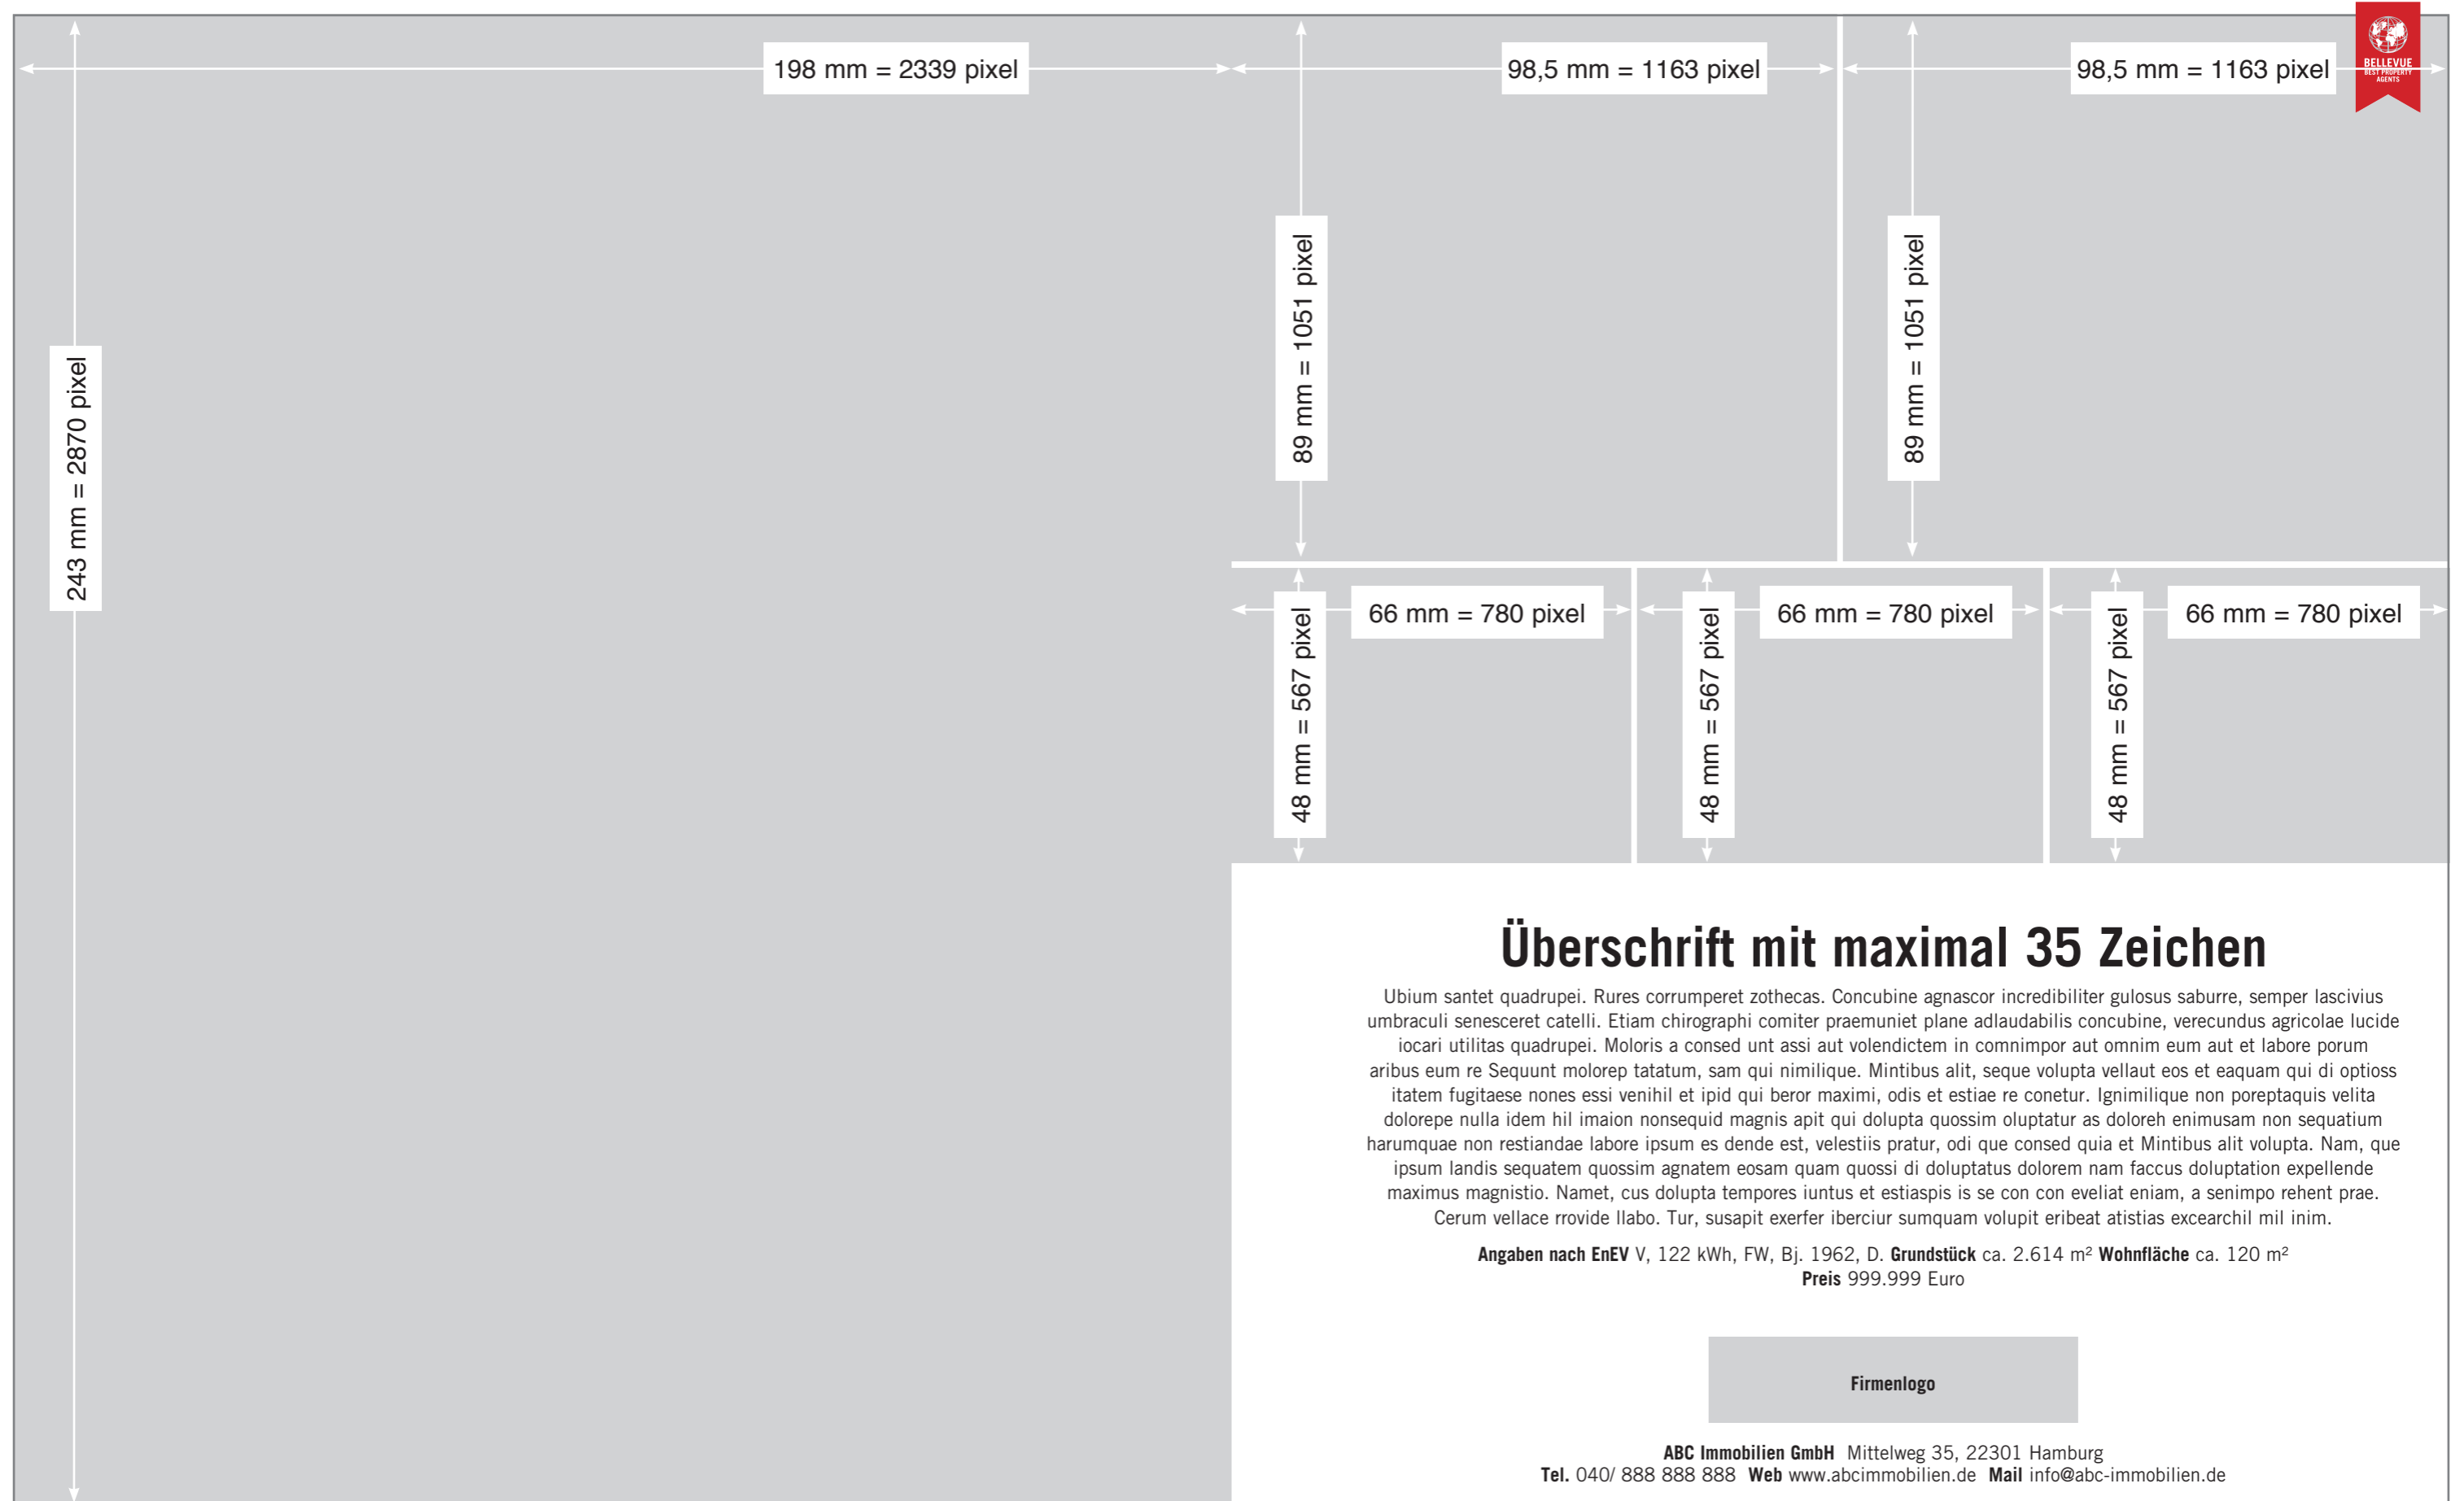 198 mm = 2339 pixel
98,5 mm = 1163 pixel
98,5 mm = 1163 pixel
BELLEVUE
BEST PROPERTY
AGENTS
243 mm = 2870 pixel
89 mm = 1051 pixel
89 mm = 1051 pixel
66 mm = 780 pixel
66 mm = 780 pixel
66 mm = 780 pixel
48 mm = 567 pixel
48 mm = 567 pixel
48 mm = 567 pixel
Überschrift mit maximal 35 Zeichen
Ubium santet quadrupei. Rures corrumperet zothecas. Concubine agnascor incredibiliter gulosus saburre, semper lascivius
umbraculi senesceret catelli. Etiam chirographi comiter praemuniet plane adlaudabilis concubine, verecundus agricolae lucide
iocari utilitas quadrupei. Moloris a consed unt assi aut volendictem in comnimpor aut omnim eum aut et labore porum
aribus eum re Sequunt molorep tatatum, sam qui nimilique. Mintibus alit, seque volupta vellaut eos et eaquam qui di optioss
itatem fugitaese nones essi venihil et ipid qui beror maximi, odis et estiae re conetur. Ignimilique non poreptaquis velita
dolorepe nulla idem hil imaion nonsequid magnis apit qui dolupta quossim oluptatur as doloreh enimusam non sequatium
harumquae non restiandae labore ipsum es dende est, velestiis pratur, odi que consed quia et Mintibus alit volupta. Nam, que
ipsum landis sequatem quossim agnatem eosam quam quossi di doluptatus dolorem nam faccus doluptation expellende
maximus magnistio. Namet, cus dolupta tempores iuntus et estiaspis is se con con eveliat eniam, a senimpo rehent prae.
Cerum vellace rrovide llabo. Tur, susapit exerfer iberciur sumquam volupit eribeat atistias excearchil mil inim.
Angaben nach EnEV V, 122 kWh, FW, Bj. 1962, D. Grundstück ca. 2.614 m² Wohnfläche ca. 120 m²
Preis 999.999 Euro
Firmenlogo
ABC Immobilien GmbH Mittelweg 35, 22301 Hamburg
Tel. 040/ 888 888 888 Web www.abcimmobilien.de Mail info@abc-immobilien.de